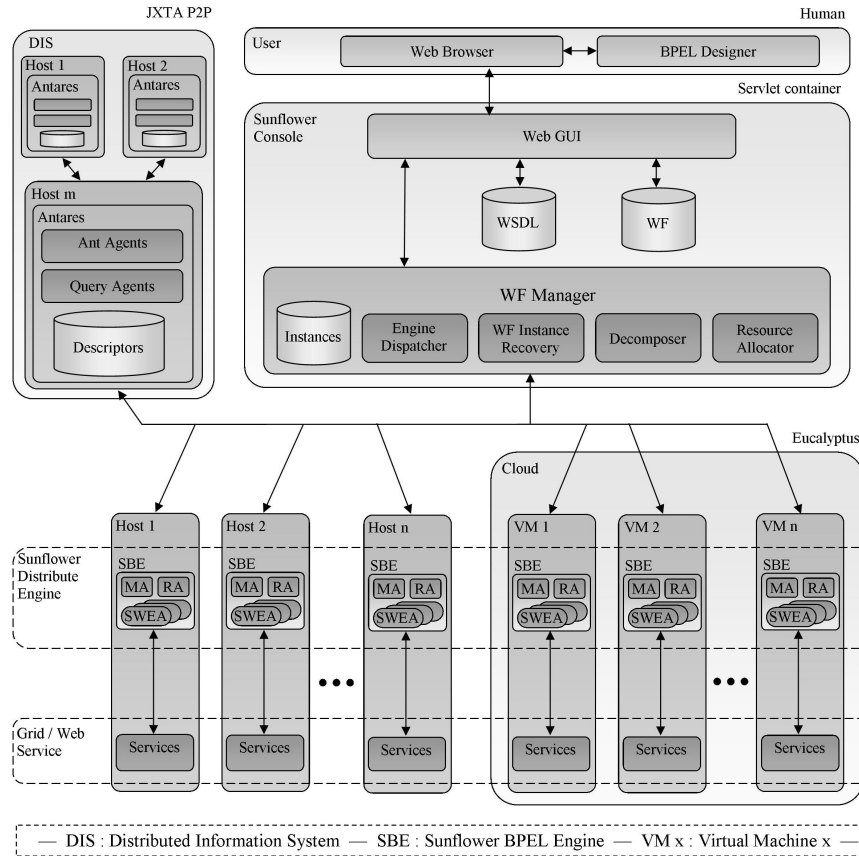 JXTA P2P
DIS
Host 1
Antares
Host 2
Antares
Host m
Antares
Ant Agents
Query Agents
Descriptors
Human
User
Web Browser
BPEL Designer
Servlet container
Sunflower
Console
Web GUI
WSDL
WF
WF Manager
Instances
Engine
Dispatcher
WF Instance
Recovery
Decomposer
Resource
Allocator
Eucalyptus
Cloud
Host 1
Host 2
Host n
VM 1
VM 2
VM n
Sunflower
Distribute
Engine
SBE
MA
RA
SWEA
SBE
MA
RA
SWEA
SBE
MA
RA
SWEA
SBE
MA
RA
SWEA
SBE
MA
RA
SWEA
SBE
MA
RA
SWEA
Grid / Web
Service
Services
Services
Services
Services
Services
Services
— DIS : Distributed Information System — SBE : Sunflower BPEL Engine — VM x : Virtual Machine x —